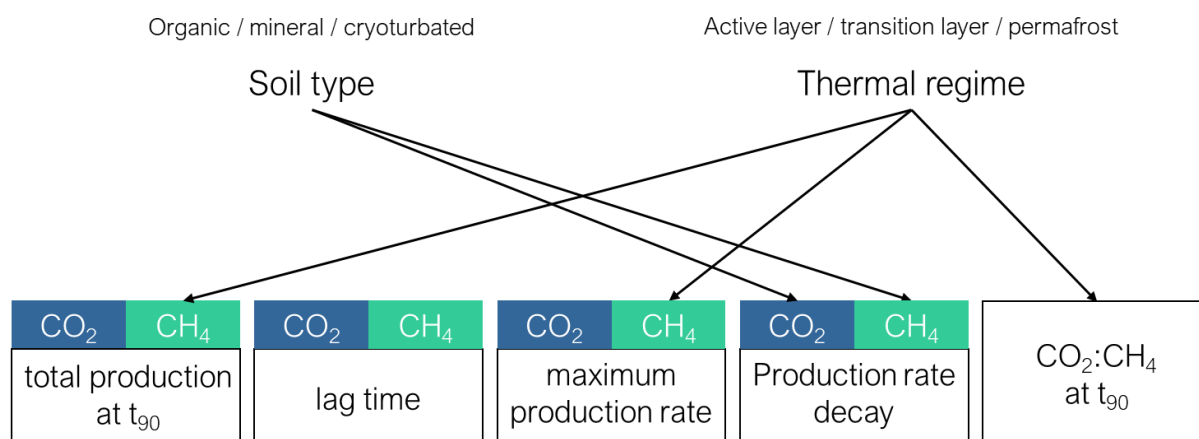 Organic / mineral / cryoturbated
Active layer / transition layer / permafrost
Soil type
Thermal regime
CO₂ CH₄
total production
at t₉₀
CO₂ CH₄
lag time
CO₂ CH₄
maximum
production rate
CO₂ CH₄
Production rate
decay
CO₂:CH₄
at t₉₀